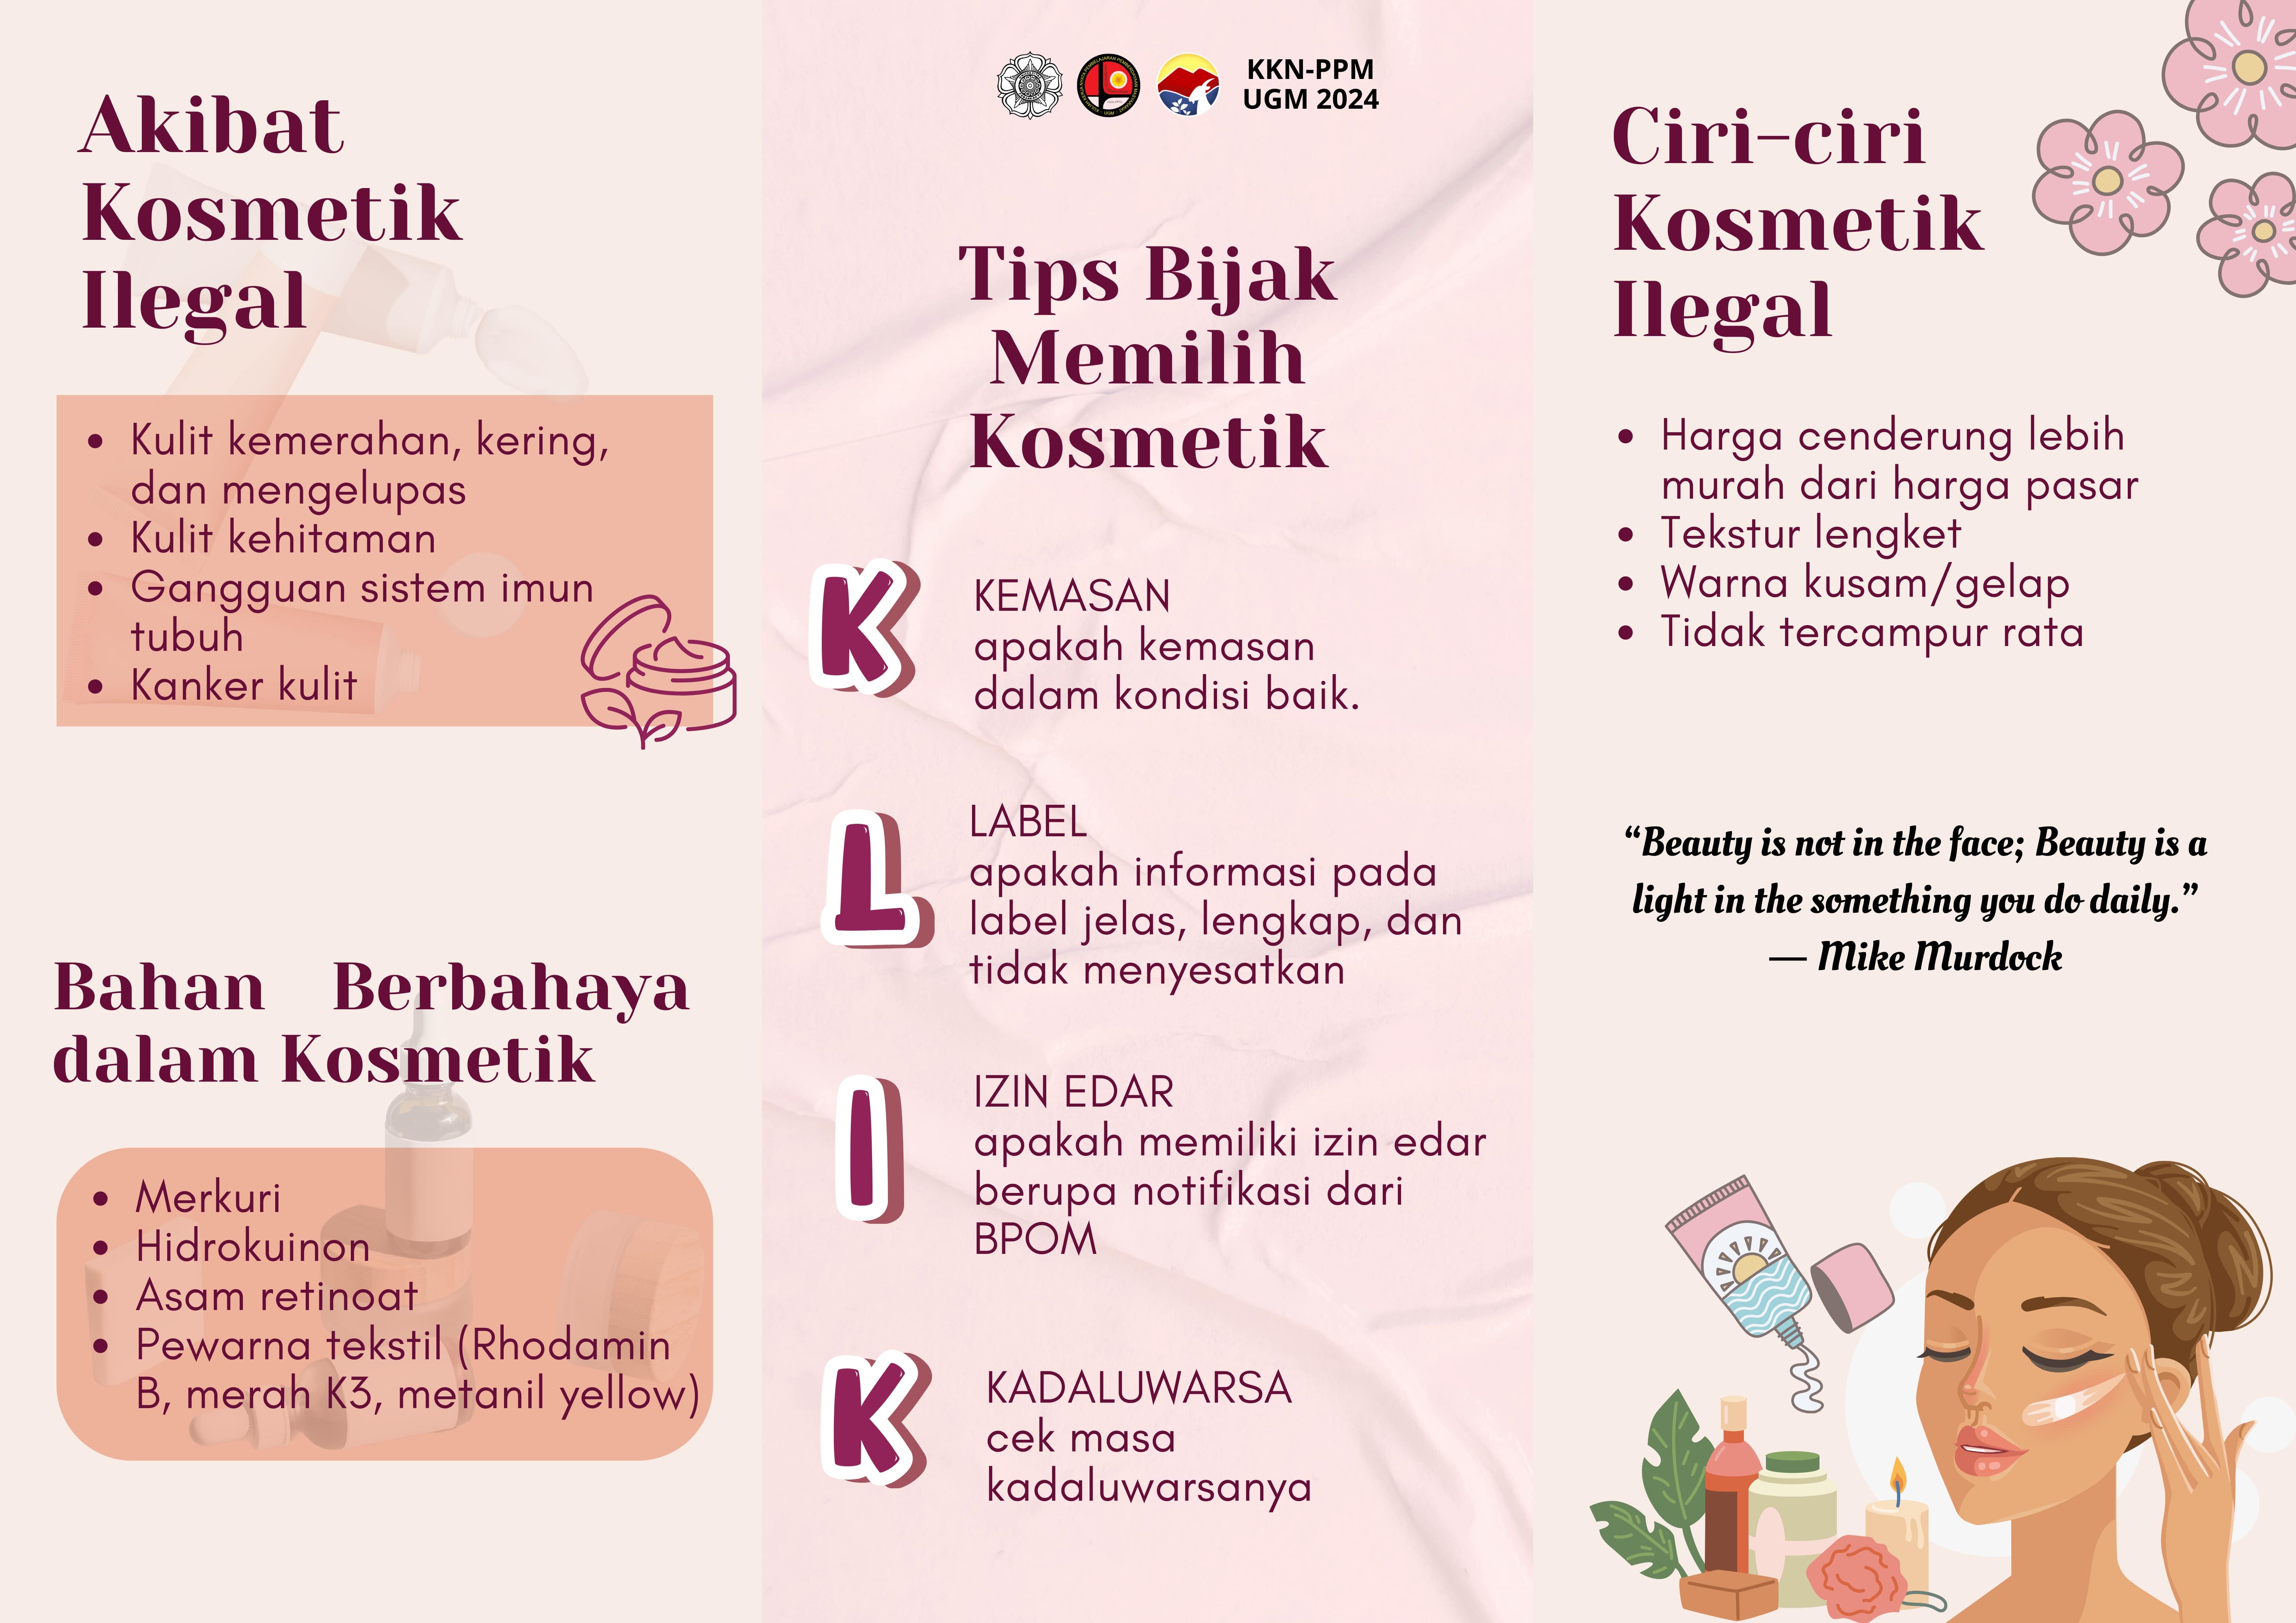 Akibat
Kosmetik
Ilegal
• Kulit kemerahan, kering,
dan mengelupas
• Kulit kehitaman
• Gangguan sistem imun
tubuh
• Kanker kulit
Bahan Berbahaya
dalam Kosmetik
• Merkuri
• Hidrokuinon
• Asam retinoat
• Pewarna tekstil (Rhodamin
B, merah K3, metanil yellow)
KKN-PPM
UGM 2024
Tips Bijak
Memilih
Kosmetik
K
KEMASAN
apakah kemasan
dalam kondisi baik.
L
LABEL
apakah informasi pada
label jelas, lengkap, dan
tidak menyesatkan
I
IZIN EDAR
apakah memiliki izin edar
berupa notifikasi dari
BPOM
K
KADALUWARSA
cek masa
kadaluwarsanya
Ciri-ciri
Kosmetik
Ilegal
• Harga cenderung lebih
murah dari harga pasar
• Tekstur lengket
• Warna kusam/gelap
• Tidak tercampur rata
“Beauty is not in the face; Beauty is a
light in the something you do daily.”
— Mike Murdock